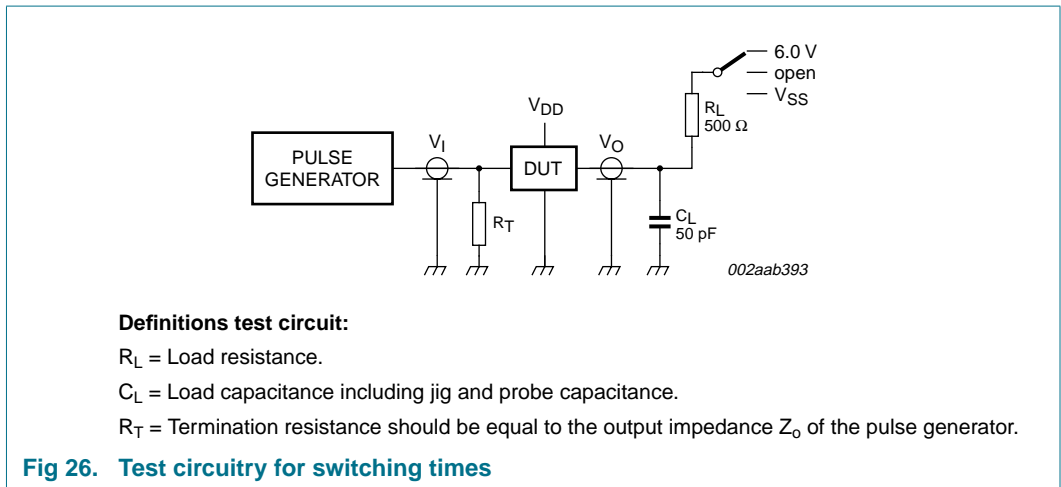 6.0 V
open
VSS
RL
500 Ω
VDD
VI
VO
PULSE
GENERATOR
DUT
RT
CL
50 pF
002aab393
Definitions test circuit:
RL = Load resistance.
CL = Load capacitance including jig and probe capacitance.
RT = Termination resistance should be equal to the output impedance Zo of the pulse generator.
Fig 26. Test circuitry for switching times